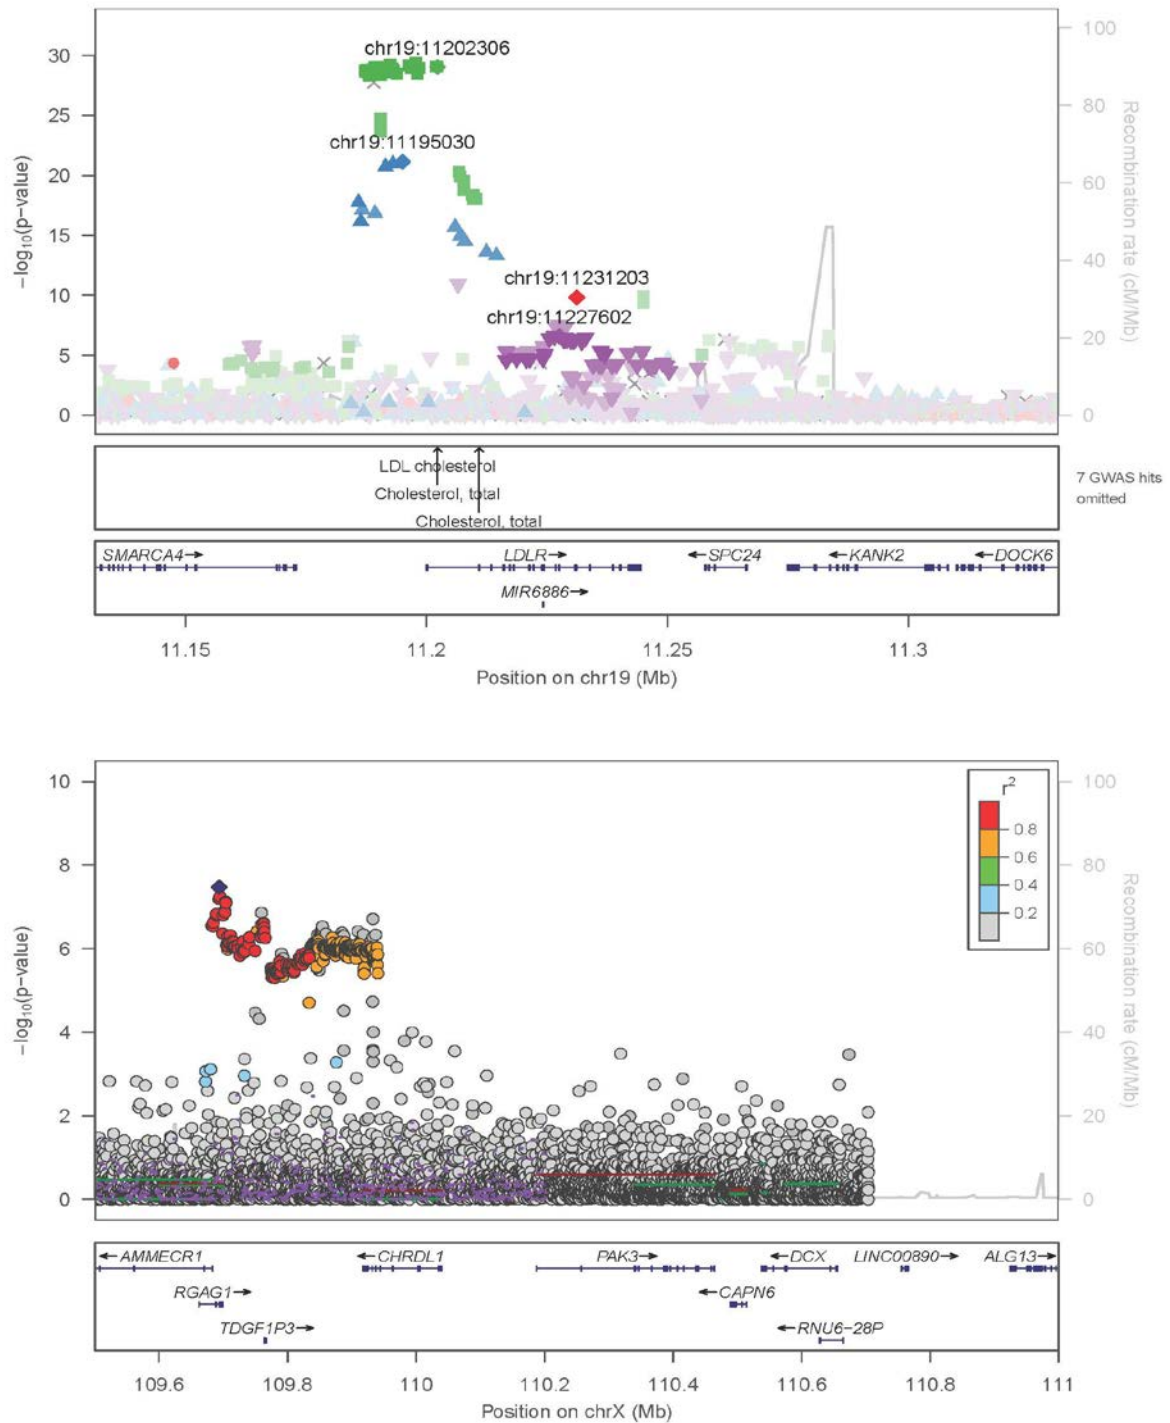 30
25
20
15
10
5
0
−log10(p-value)
100
80
60
40
20
0
Recombination rate (cM/Mb)
chr19:11202306
chr19:11195030
chr19:11231203
chr19:11227602
LDL cholesterol
Cholesterol, total
Cholesterol, total
7 GWAS hits
omitted
SMARCA4→ LDLR→ ←SPC24 ←KANK2 ←DOCK6
MIR6886→
11.15 11.2 11.25 11.3
Position on chr19 (Mb)
10
8
6
4
2
0
−log10(p-value)
100
80
60
40
20
0
Recombination rate (cM/Mb)
r2
0.8
0.6
0.4
0.2
←AMMECR1 ←CHRDL1 PAK3→ ←DCX LINC00890→ ALG13→
RGAG1→ ←CAPN6
TDGF1P3→ ←RNU6−28P
109.6 109.8 110 110.2 110.4 110.6 110.8 111
Position on chrX (Mb)